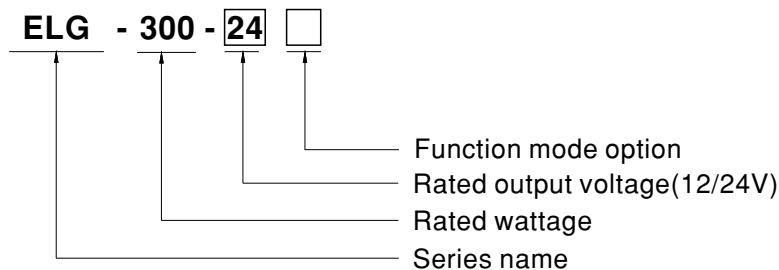 ELG - 300 - 24
Function mode option
Rated output voltage(12/24V)
Rated wattage
Series name